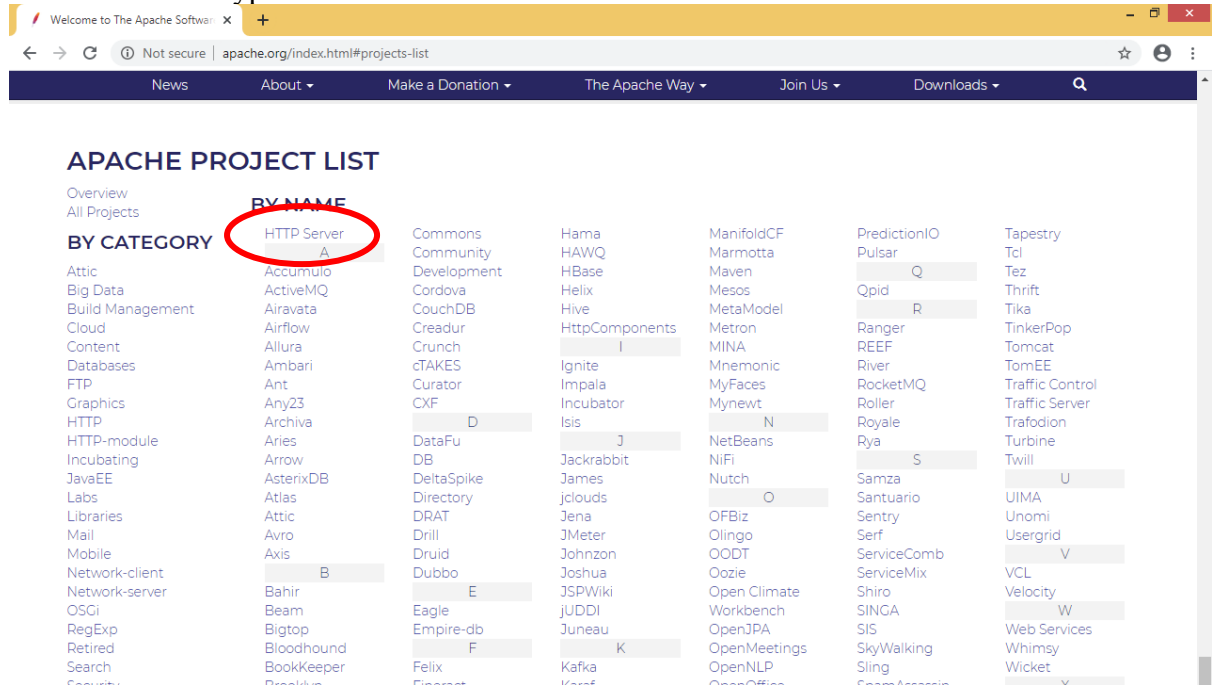 Welcome to The Apache Softwar
Not secure | apache.org/index.html#projects-list
News About Make a Donation The Apache Way Join Us Downloads
APACHE PROJECT LIST
Overview
All Projects
BY NAME
BY CATEGORY
Attic
Big Data
Build Management
Cloud
Content
Databases
FTP
Graphics
HTTP
HTTP-module
Incubating
JavaEE
Labs
Libraries
Mail
Mobile
Network-client
Network-server
OSGi
RegExp
Retired
Search
Security
HTTP Server
A
Accumulo
ActiveMQ
Airavata
Airflow
Allura
Ambari
Ant
Any23
Archiva
Aries
Arrow
AsterixDB
Atlas
Attic
Avro
Axis
B
Bahir
Beam
Bigtop
Bloodhound
BookKeeper
Brooklyn
Commons
Community
Development
Cordova
CouchDB
Creadur
Crunch
cTAKES
Curator
CXF
D
DataFu
DB
DeltaSpike
Directory
DRAT
Drill
Druid
Dubbo
E
Eagle
Empire-db
F
Felix
Fineract
Hama
HAWQ
HBase
Helix
Hive
HttpComponents
I
Ignite
Impala
Incubator
Isis
J
Jackrabbit
James
jclouds
Jena
JMeter
Johnzon
Joshua
JSPWiki
jUDDI
Juneau
K
Kafka
Karaf
ManifoldCF
Marmotta
Maven
Mesos
MetaModel
Metron
MINA
Mnemonic
MyFaces
Mynewt
N
NetBeans
NiFi
Nutch
O
OFBiz
Olingo
OODT
Oozie
Open Climate
Workbench
OpenJPA
OpenMeetings
OpenNLP
OpenOffice
PredictionIO
Pulsar
Q
Qpid
R
Ranger
REEF
River
RocketMQ
Roller
Royale
Rya
S
Samza
Santuario
Sentry
Serf
ServiceComb
ServiceMix
Shiro
SINGA
SIS
SkyWalking
Sling
SpamAssassin
Tapestry
Tcl
Tez
Thrift
Tika
TinkerPop
Tomcat
TomEE
Traffic Control
Traffic Server
Trafodion
Turbine
Twill
U
UIMA
Unomi
Usergrid
V
VCL
Velocity
W
Web Services
Whimsy
Wicket
X